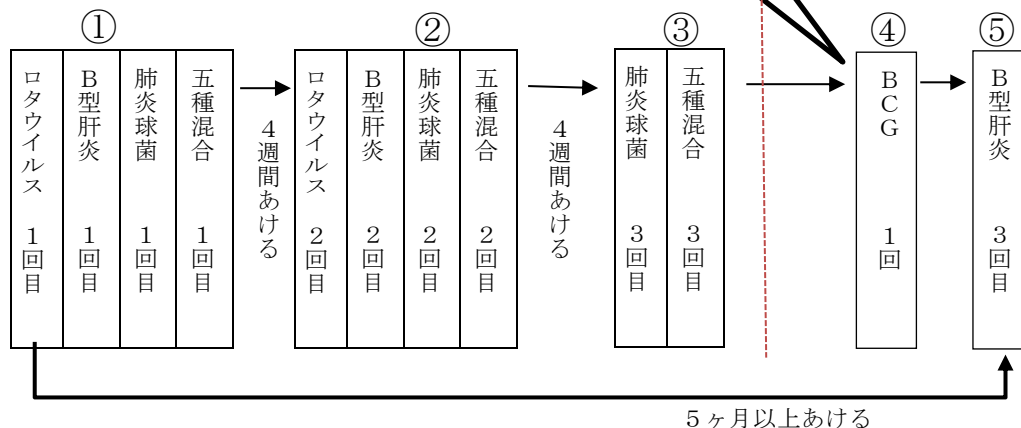 ①
ロタウイルス 1回目
B型肝炎 1回目
肺炎球菌 1回目
五種混合 1回目
4週間あける
②
ロタウイルス 2回目
B型肝炎 2回目
肺炎球菌 2回目
五種混合 2回目
4週間あける
③
肺炎球菌 3回目
五種混合 3回目
④
BCG 1回
⑤
B型肝炎 3回目
5ヶ月以上あける